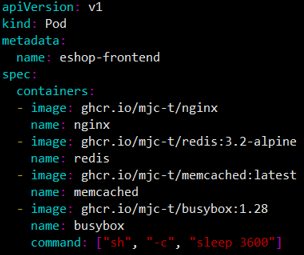 apiVersion: v1
kind: Pod
metadata:
  name: eshop-frontend
spec:
  containers:
  - image: ghcr.io/mjc-t/nginx
    name: nginx
  - image: ghcr.io/mjc-t/redis:3.2-alpine
    name: redis
  - image: ghcr.io/mjc-t/memcached:latest
    name: memcached
  - image: ghcr.io/mjc-t/busybox:1.28
    name: busybox
    command: ["sh", "-c", "sleep 3600"]